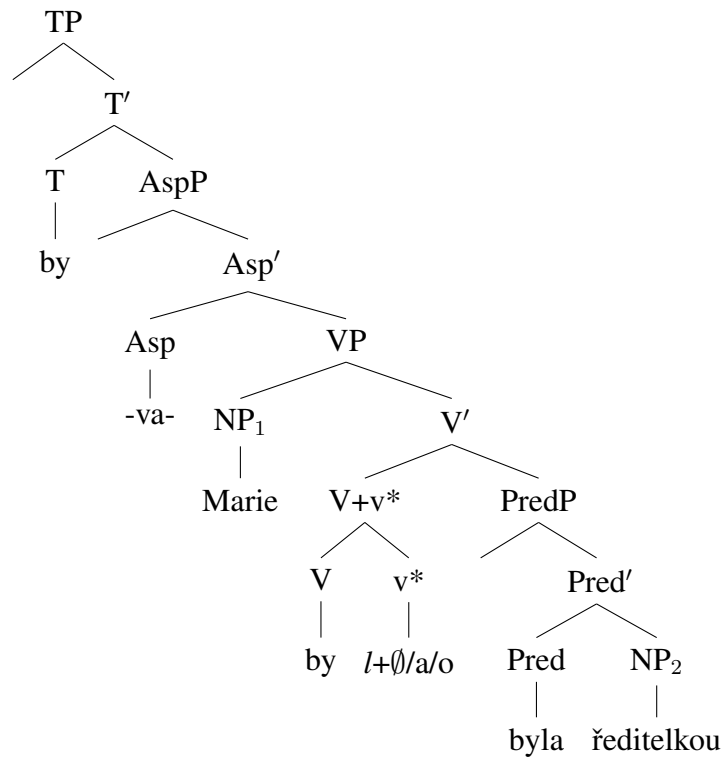 TP
T′
T AspP
by Asp′
Asp VP
-va- NP₁ V′
Marie V+v* PredP
V v* Pred′
by l+∅/a/o Pred NP₂
byla ředitelkou